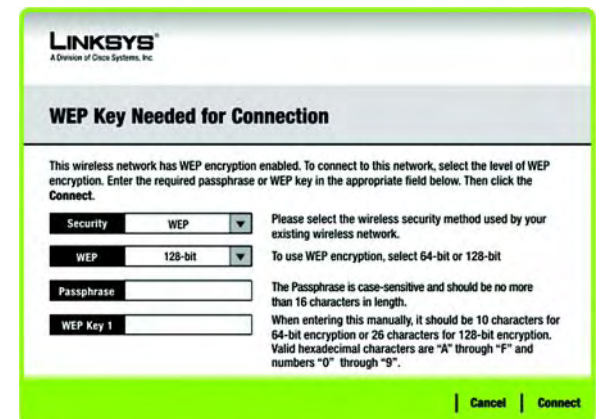 LINKSYS®
A Division of Cisco Systems, Inc.
WEP Key Needed for Connection
This wireless network has WEP encryption enabled. To connect to this network, select the level of WEP
encryption. Enter the required passphrase or WEP key in the appropriate field below. Then click the
Connect.
Security WEP
Please select the wireless security method used by your
existing wireless network.
WEP 128-bit
To use WEP encryption, select 64-bit or 128-bit
Passphrase
The Passphrase is case-sensitive and should be no more
than 16 characters in length.
WEP Key 1
When entering this manually, it should be 10 characters for
64-bit encryption or 26 characters for 128-bit encryption.
Valid hexadecimal characters are “A” through “F” and
numbers “0” through “9”.
Cancel Connect